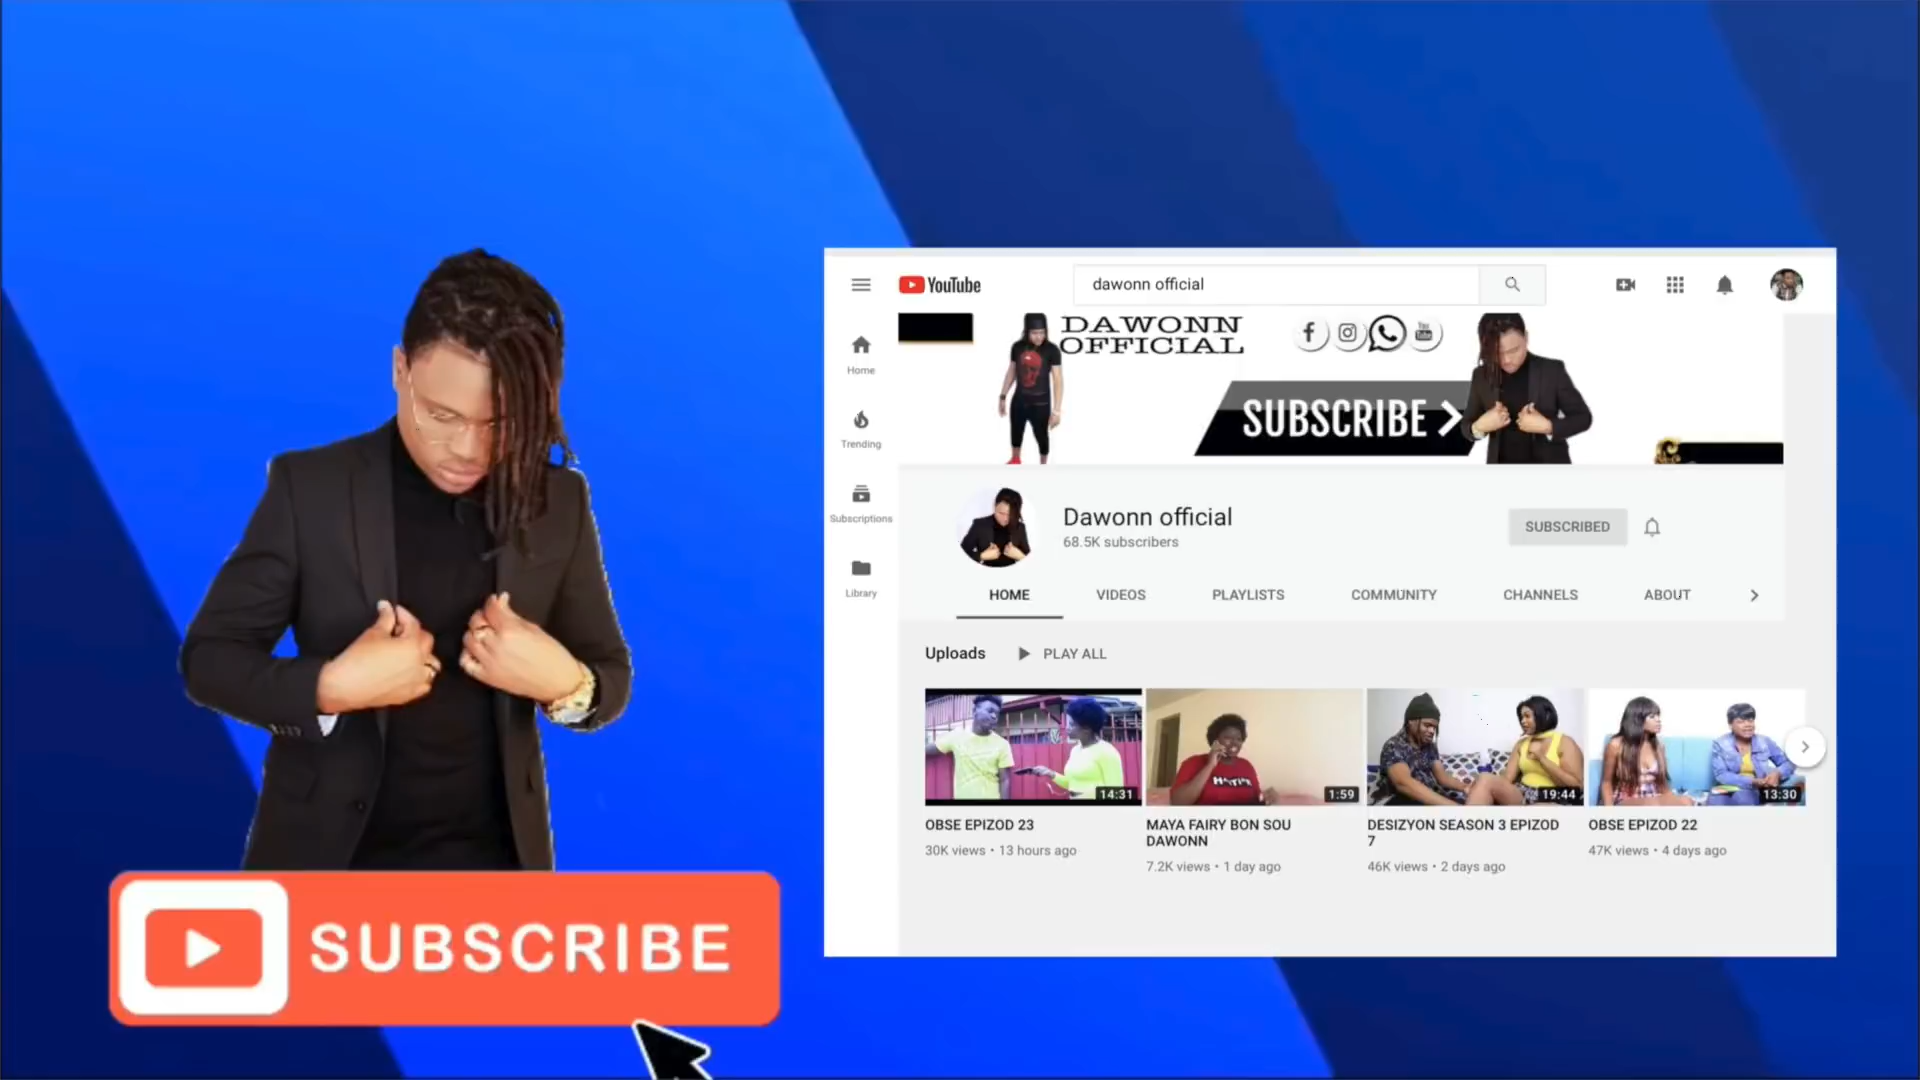 YouTube
dawonn official
DAWONN
OFFICIAL
SUBSCRIBE
Home
Trending
Subscriptions
Library
Dawonn official
68.5K subscribers
SUBSCRIBED
HOME VIDEOS PLAYLISTS COMMUNITY CHANNELS ABOUT
Uploads PLAY ALL
14:31
1:59
19:44
13:30
OBSE EPIZOD 23
30K views • 13 hours ago
MAYA FAIRY BON SOU
DAWONN
7.2K views • 1 day ago
DESIZYON SEASON 3 EPIZOD
7
46K views • 2 days ago
OBSE EPIZOD 22
47K views • 4 days ago
SUBSCRIBE